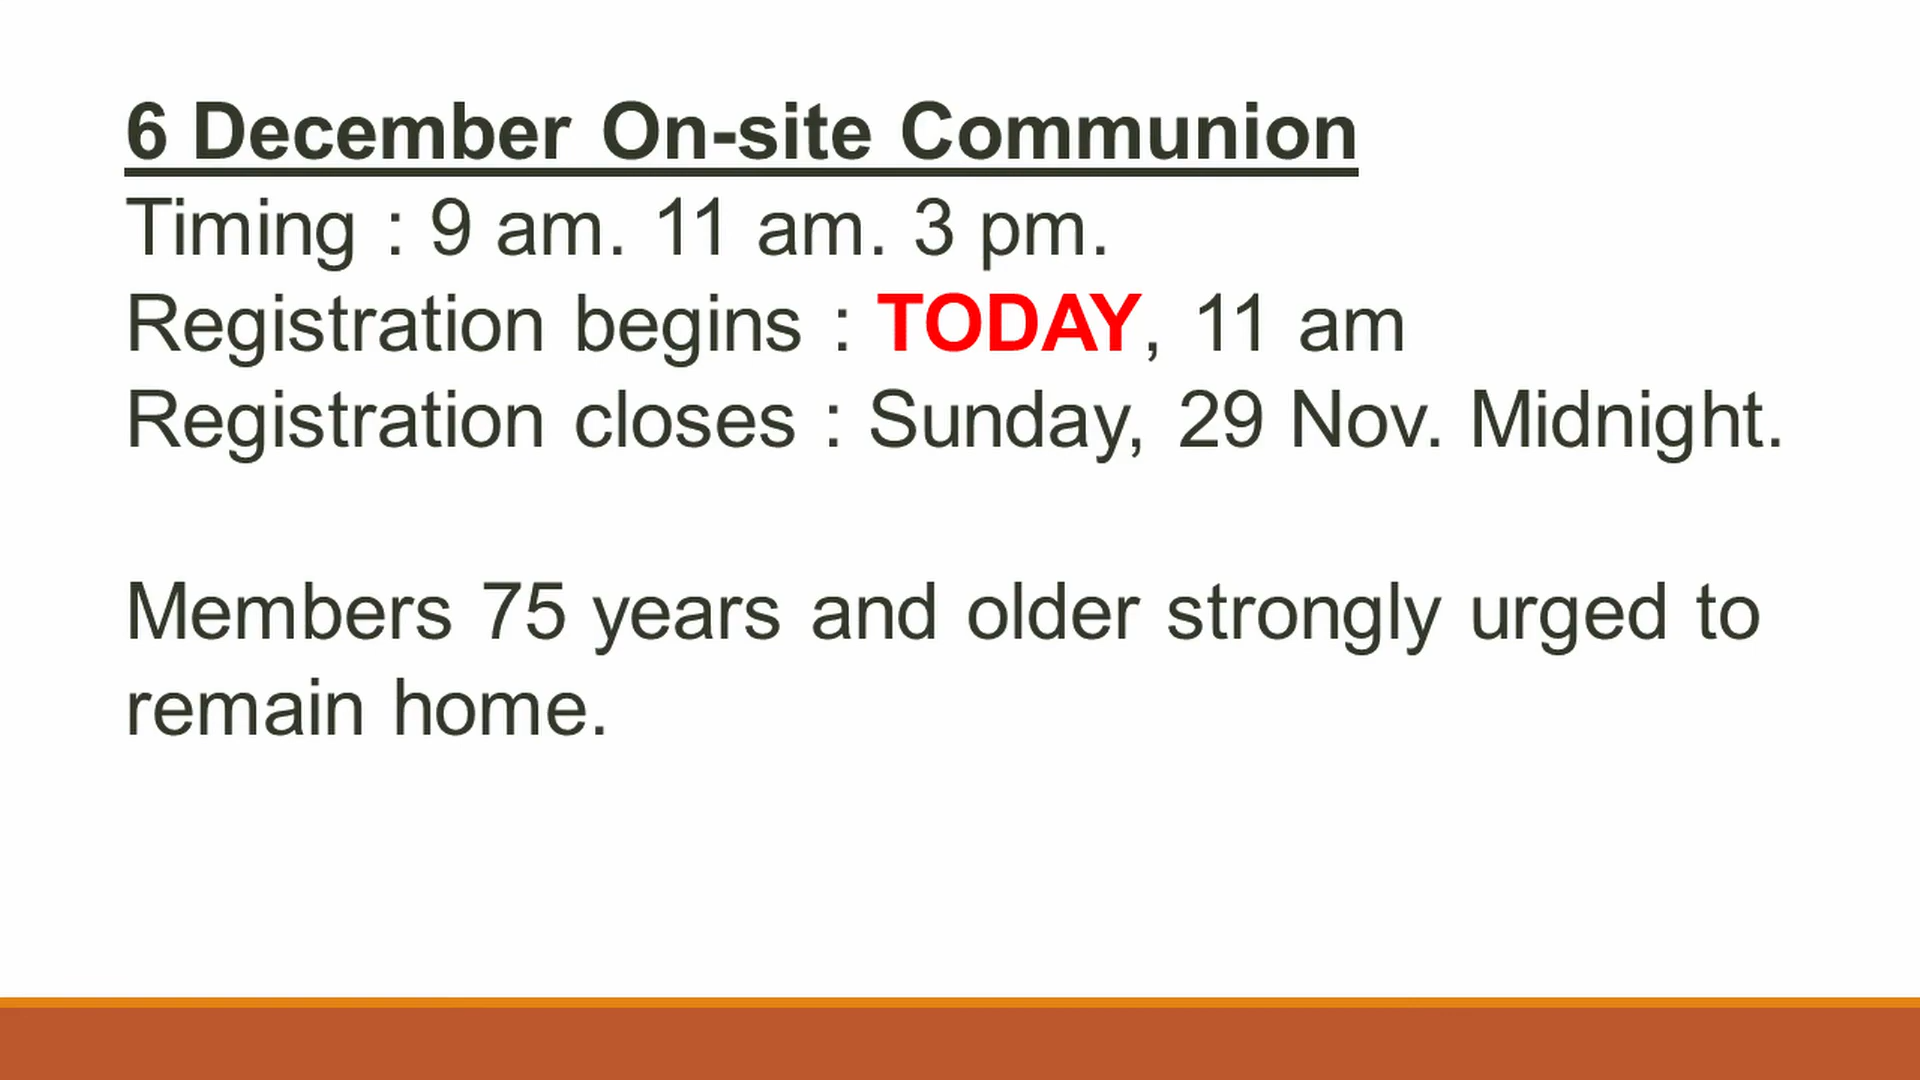 6 December On-site Communion
Timing : 9 am. 11 am. 3 pm.
Registration begins : TODAY, 11 am
Registration closes : Sunday, 29 Nov. Midnight.
Members 75 years and older strongly urged to
remain home.